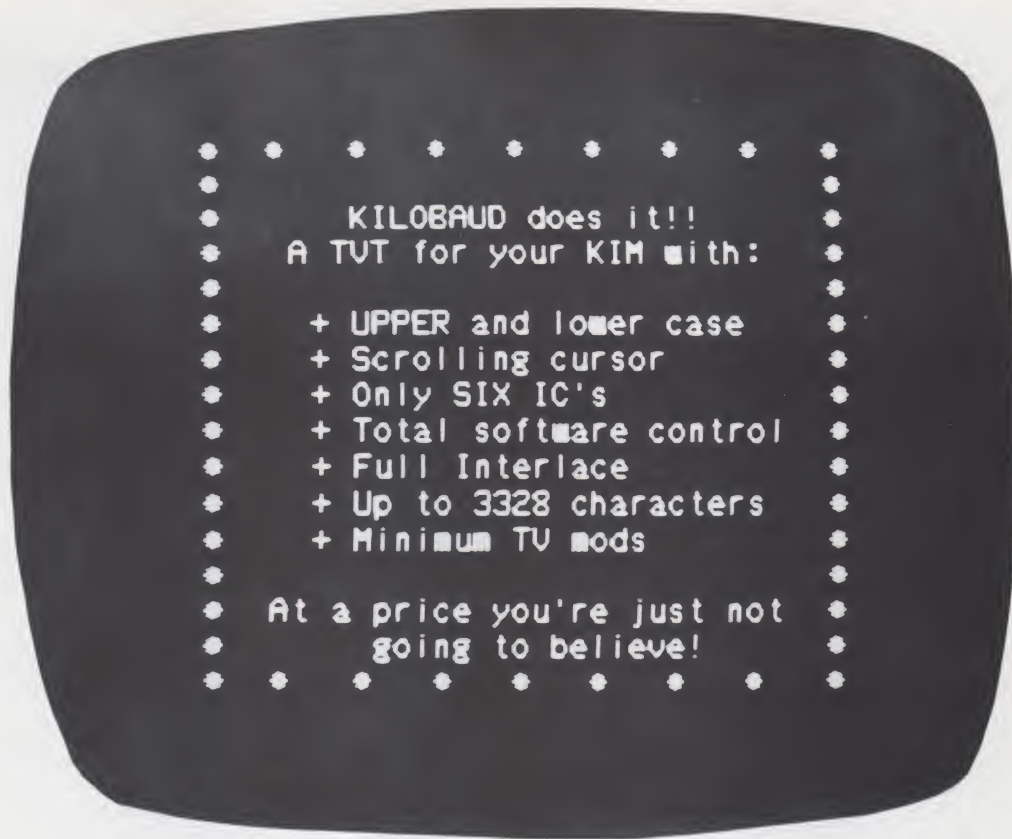 KILOBAUD does it!!
A TVT for your KIM with:
+ UPPER and lower case
+ Scrolling cursor
+ Only SIX IC's
+ Total software control
+ Full Interlace
+ Up to 3328 characters
+ Minimum TV mods
At a price you're just not
going to believe!